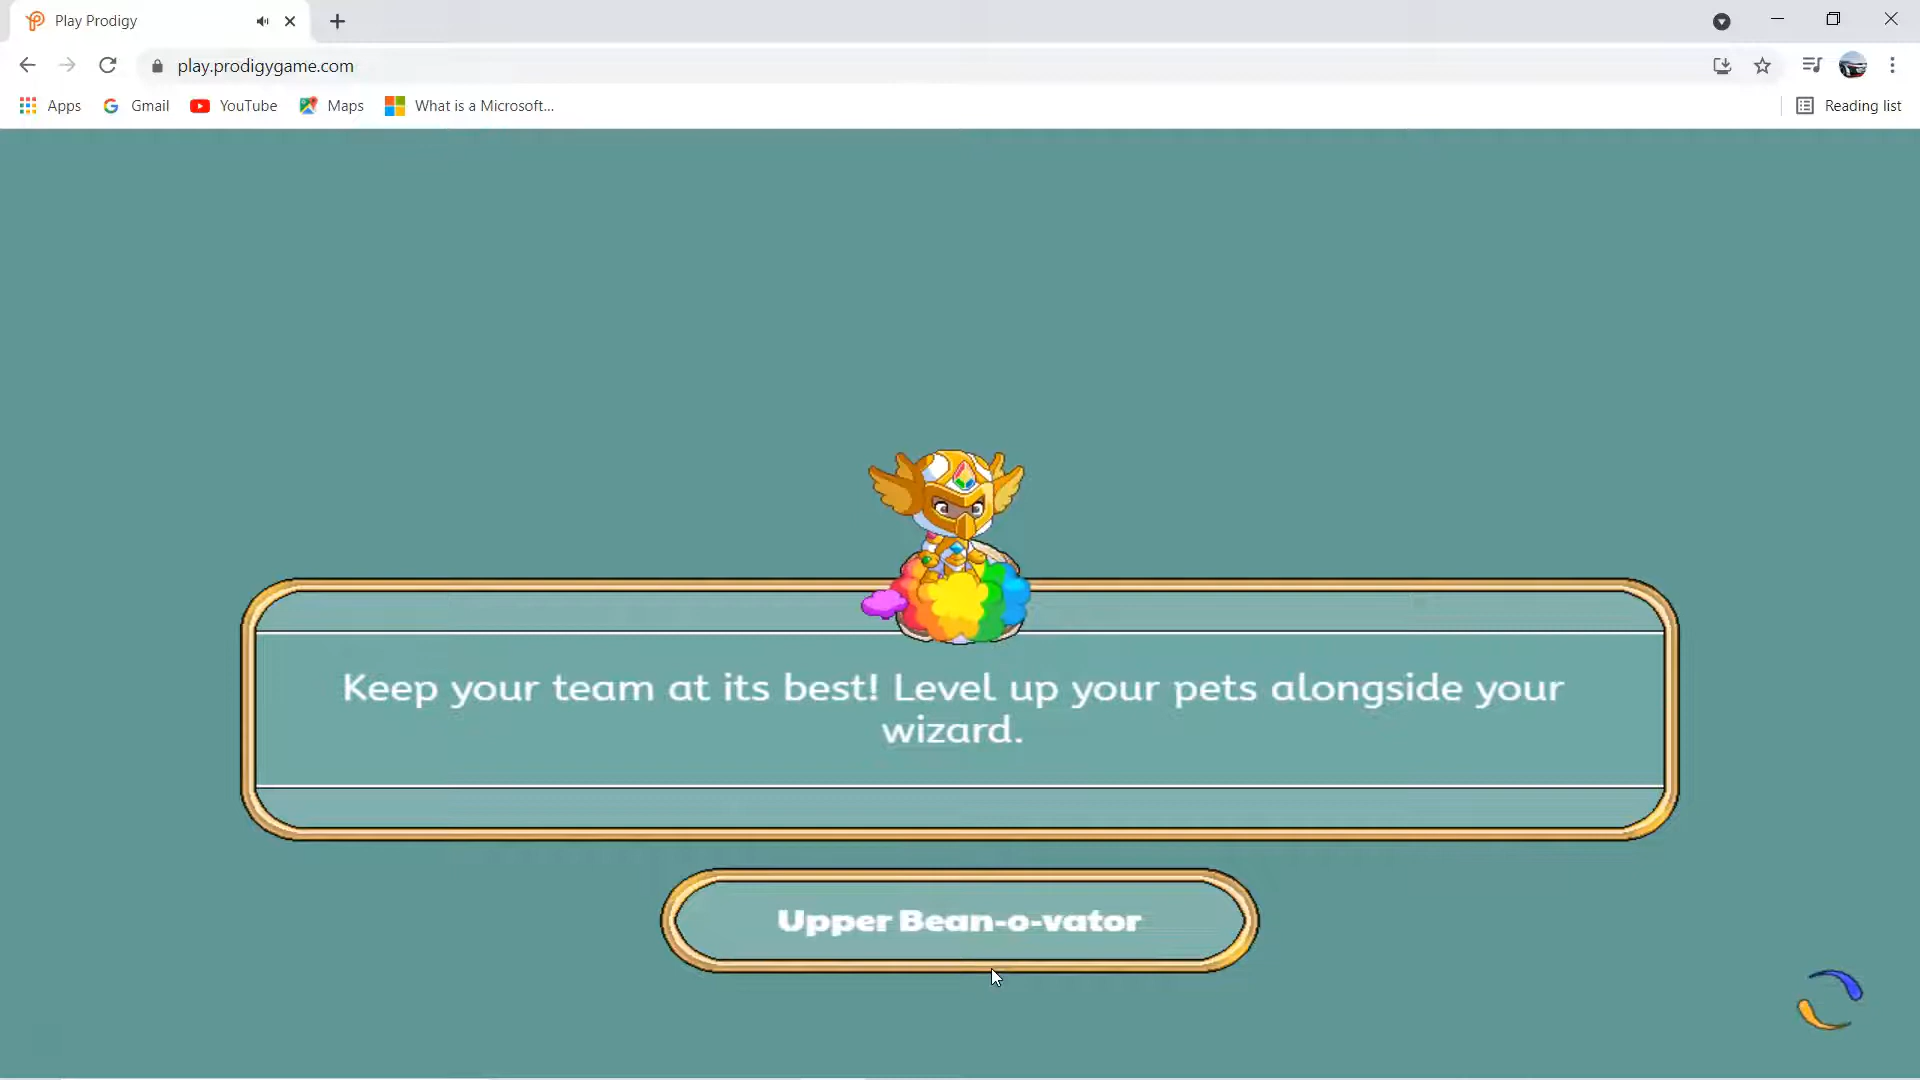 Play Prodigy
play.prodigygame.com
Apps Gmail YouTube Maps What is a Microsoft... Reading list
Keep your team at its best! Level up your pets alongside your
wizard.
Upper Bean-o-vator